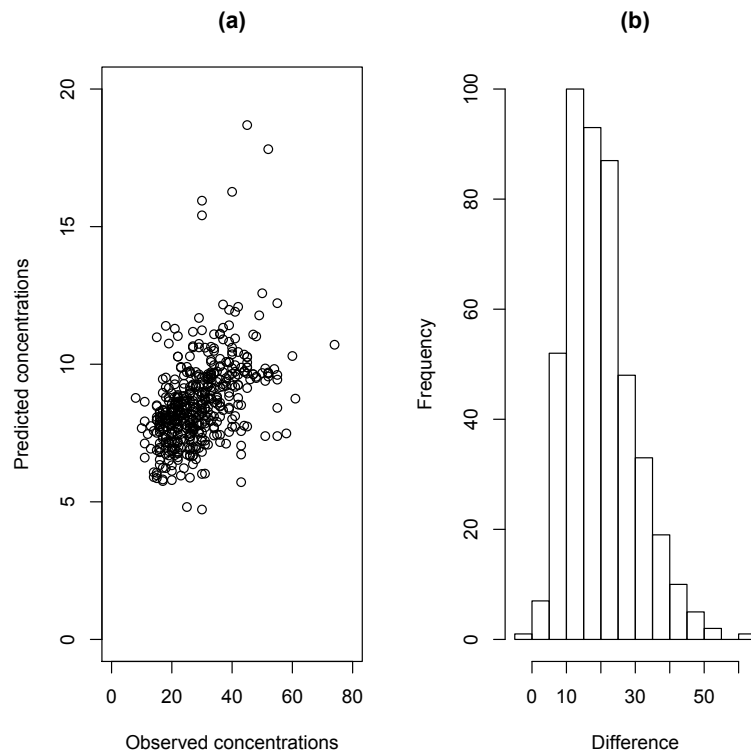 (a)
20
15
10
5
0
Predicted concentrations
0 20 40 60 80
Observed concentrations
(b)
100
80
60
40
20
0
Frequency
0 10 30 50
Difference